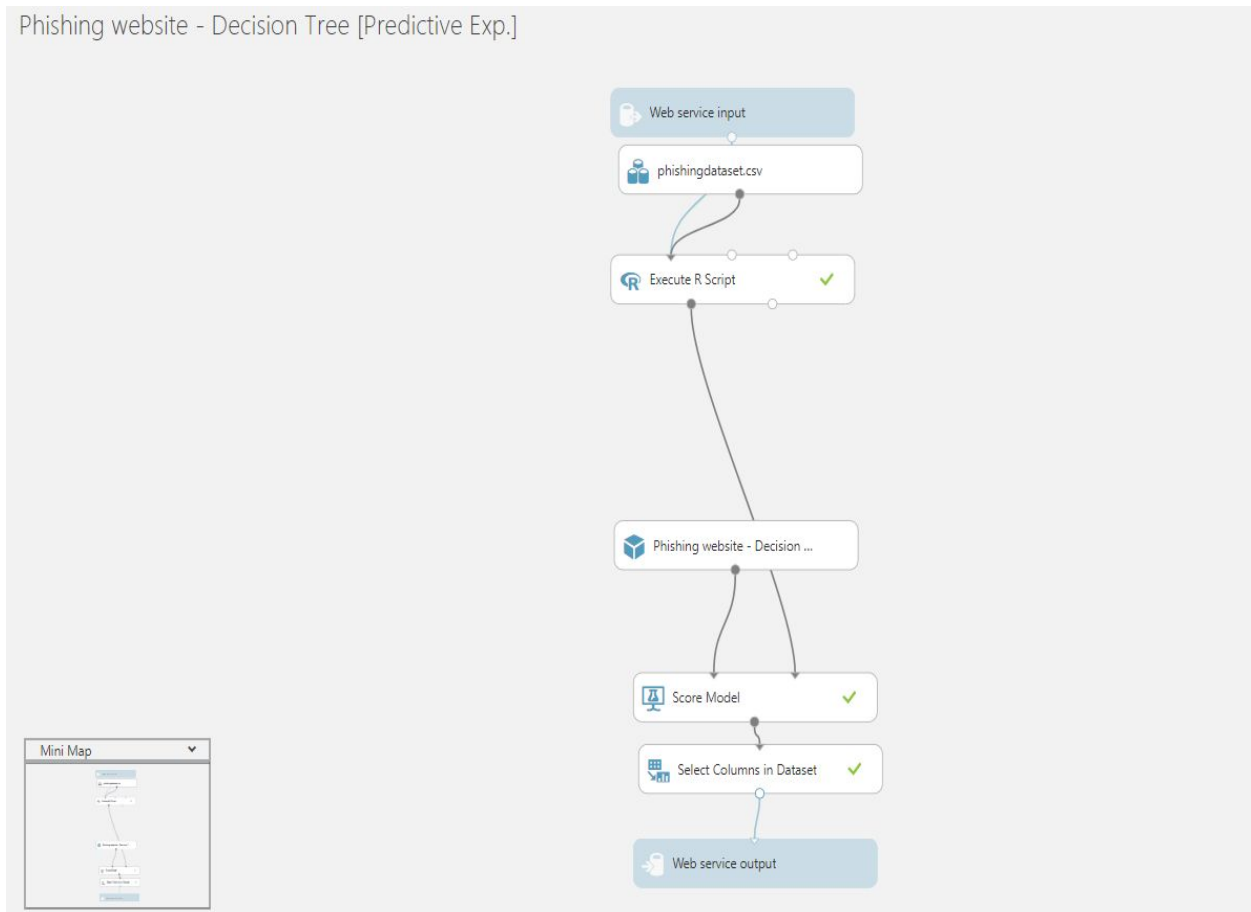 Phishing website - Decision Tree [Predictive Exp.]
Web service input
phishingdataset.csv
Execute R Script
Phishing website - Decision ...
Score Model
Select Columns in Dataset
Web service output
Mini Map